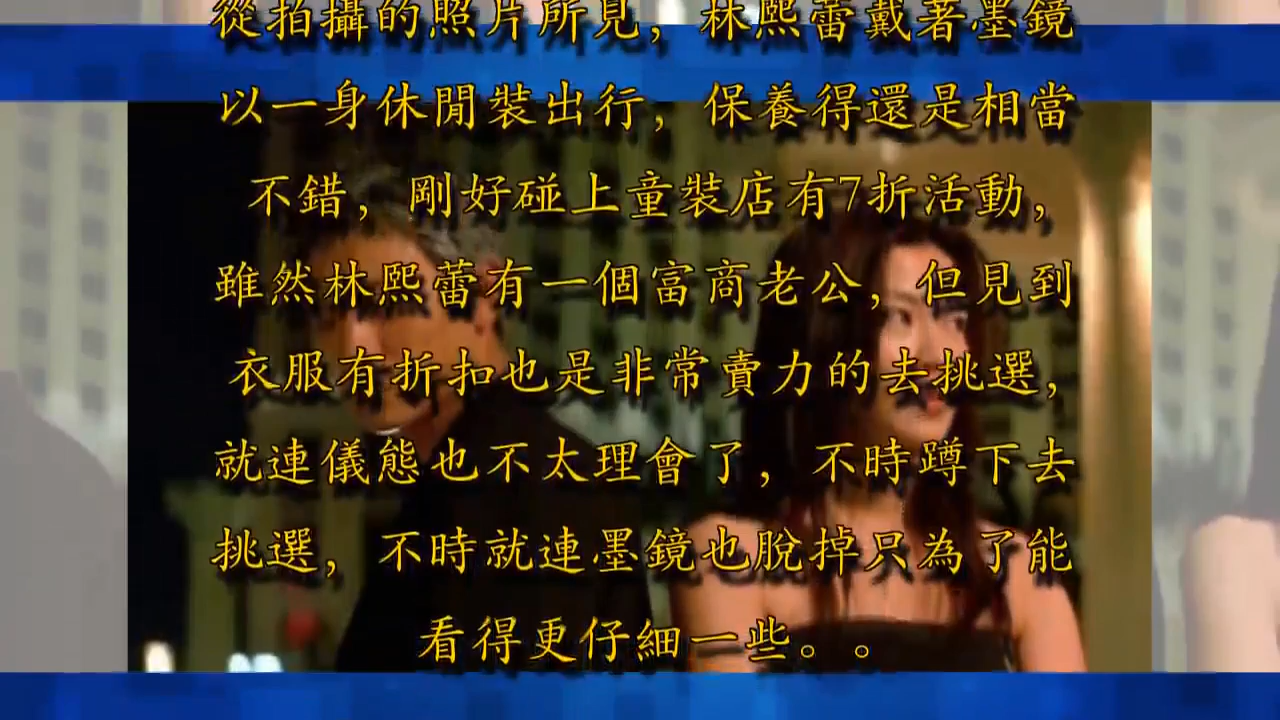 從拍攝的照片所見，林熙蕾戴著墨鏡
以一身休閒裝出行，保養得還是相當
不錯，剛好碰上童裝店有7折活動，
雖然林熙蕾有一個富商老公，但見到
衣服有折扣也是非常賣力的去挑選，
就連儀態也不太理會了，不時蹲下去
挑選，不時就連墨鏡也脫掉只為了能
看得更仔細一些。。